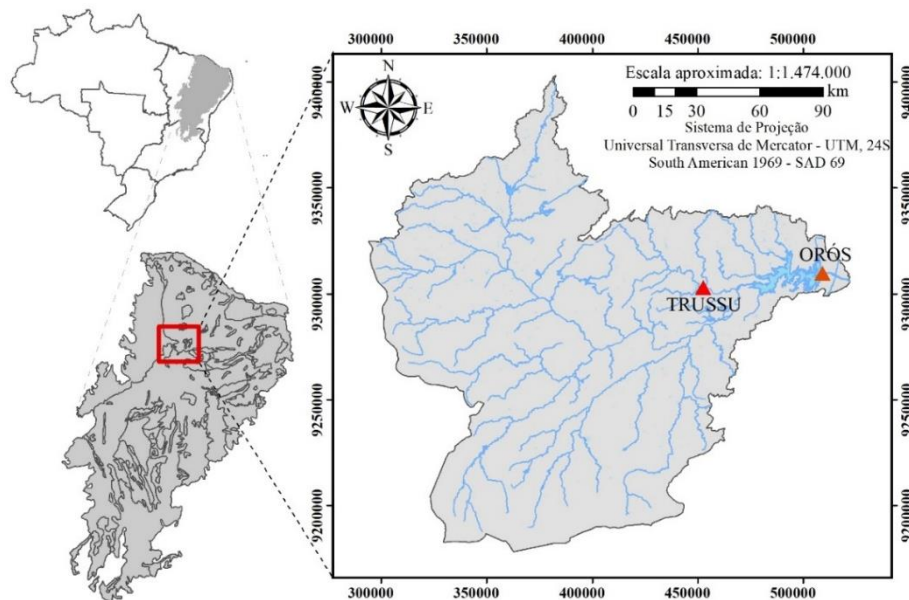 300000 350000 400000 450000 500000
N
W E
S
Escala aproximada: 1:1.474.000
km
0 15 30 60 90
Sistema de Projeção
Universal Transversa de Mercator - UTM, 24S
South American 1969 - SAD 69
9400000 9400000
9350000 9350000
ORÓS
TRUSSU
9300000 9300000
9250000 9250000
9200000 9200000
300000 350000 400000 450000 500000